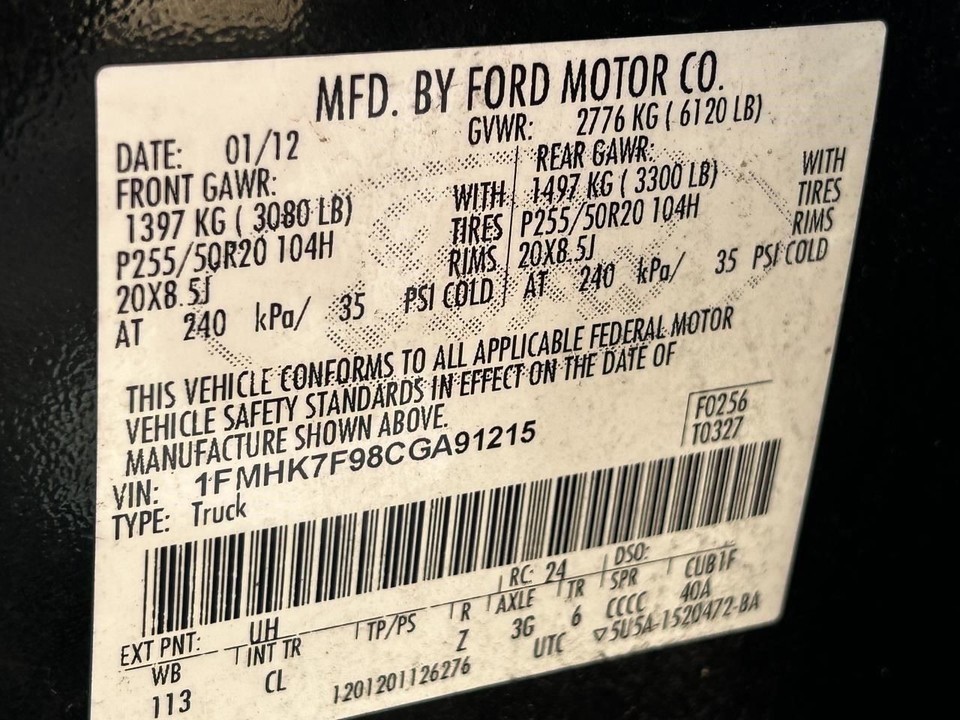 MFD. BY FORD MOTOR CO.
DATE: 01/12 GVWR: 2776 KG ( 6120 LB)
FRONT GAWR: REAR GAWR:
1397 KG ( 3080 LB) WITH 1497 KG ( 3300 LB) WITH
P255/50R20 104H TIRES P255/50R20 104H TIRES
20X8.5J RIMS 20X8.5J RIMS
AT 240 kPa/ 35 PSI COLD AT 240 kPa/ 35 PSI COLD
THIS VEHICLE CONFORMS TO ALL APPLICABLE FEDERAL MOTOR
VEHICLE SAFETY STANDARDS IN EFFECT ON THE DATE OF
MANUFACTURE SHOWN ABOVE.
F0256
T0327
VIN: 1FMHK7F98CGA91215
TYPE: Truck
EXT PNT: UH RC: 24 DSO: CUB1F
WB INT TR TP/PS R AXLE TR SPR
113 CL Z 3G 6 CCCC 40A
1201201126276 UTC ▽5U5A-1520472-BA